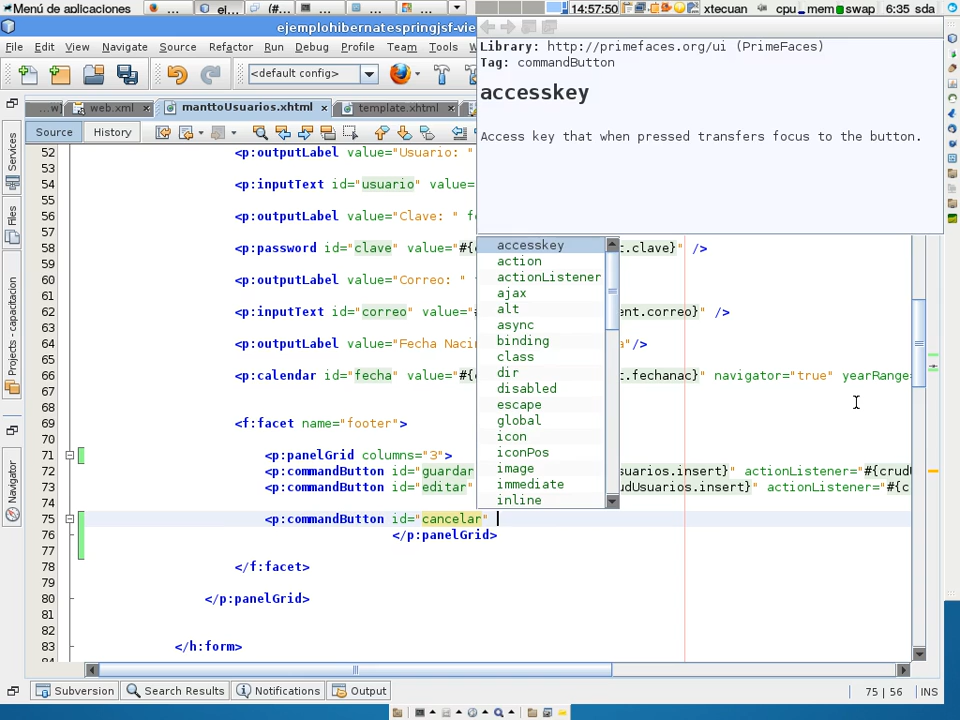 Menú de aplicaciones
el...
(#...
xtecuan
cpu
mem
swap
6:35
sda
14:57:50
ejemplohibernatespringjsf-vie
File Edit View Navigate Source Refactor Run Debug Profile Team Tools
<default config>
...w]
web.xml
manttoUsuarios.xhtml
template.xhtml
Source
History
Library: http://primefaces.org/ui (PrimeFaces)
Tag: commandButton
accesskey
Access key that when pressed transfers focus to the button.
Services
Files
Projects - capacitacion
Navigator
52 <p:outputLabel value="Usuario: "
53
54 <p:inputText id="usuario" value=
55
56 <p:outputLabel value="Clave: " fo
57
58 <p:password id="clave" value="#{c t.clave}" />
59
60 <p:outputLabel value="Correo: "
61
62 <p:inputText id="correo" value="# ent.correo}" />
63
64 <p:outputLabel value="Fecha Naci a"/>
65
66 <p:calendar id="fecha" value="#{c t.fechanac}" navigator="true" yearRange=
67
68
69 <f:facet name="footer">
70
71 <p:panelGrid columns="3">
72 <p:commandButton id="guardar suarios.insert}" actionListener="#{crudU
73 <p:commandButton id="editar" udUsuarios.insert}" actionListener="#{c
74
75 <p:commandButton id="cancelar"
76 </p:panelGrid>
77
78 </f:facet>
79
80 </p:panelGrid>
81
82
83 </h:form>
accesskey
action
actionListener
ajax
alt
async
binding
class
dir
disabled
escape
global
icon
iconPos
image
immediate
inline
Subversion
Search Results
Notifications
Output
75 | 56
INS